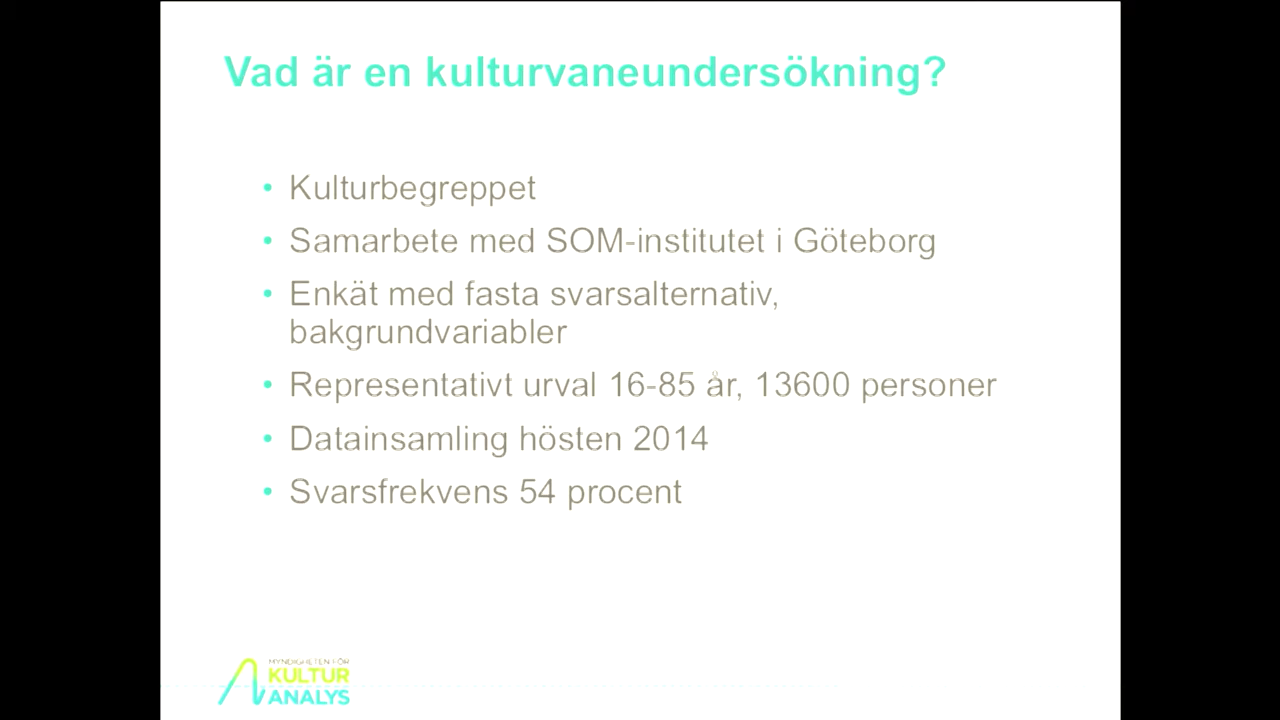 Vad är en kulturvaneundersökning?
• Kulturbegreppet
• Samarbete med SOM-institutet i Göteborg
• Enkät med fasta svarsalternativ,
bakgrundvariabler
• Representativt urval 16-85 år, 13600 personer
• Datainsamling hösten 2014
• Svarsfrekvens 54 procent
MYNDIGHETEN FÖR
KULTUR
ANALYS